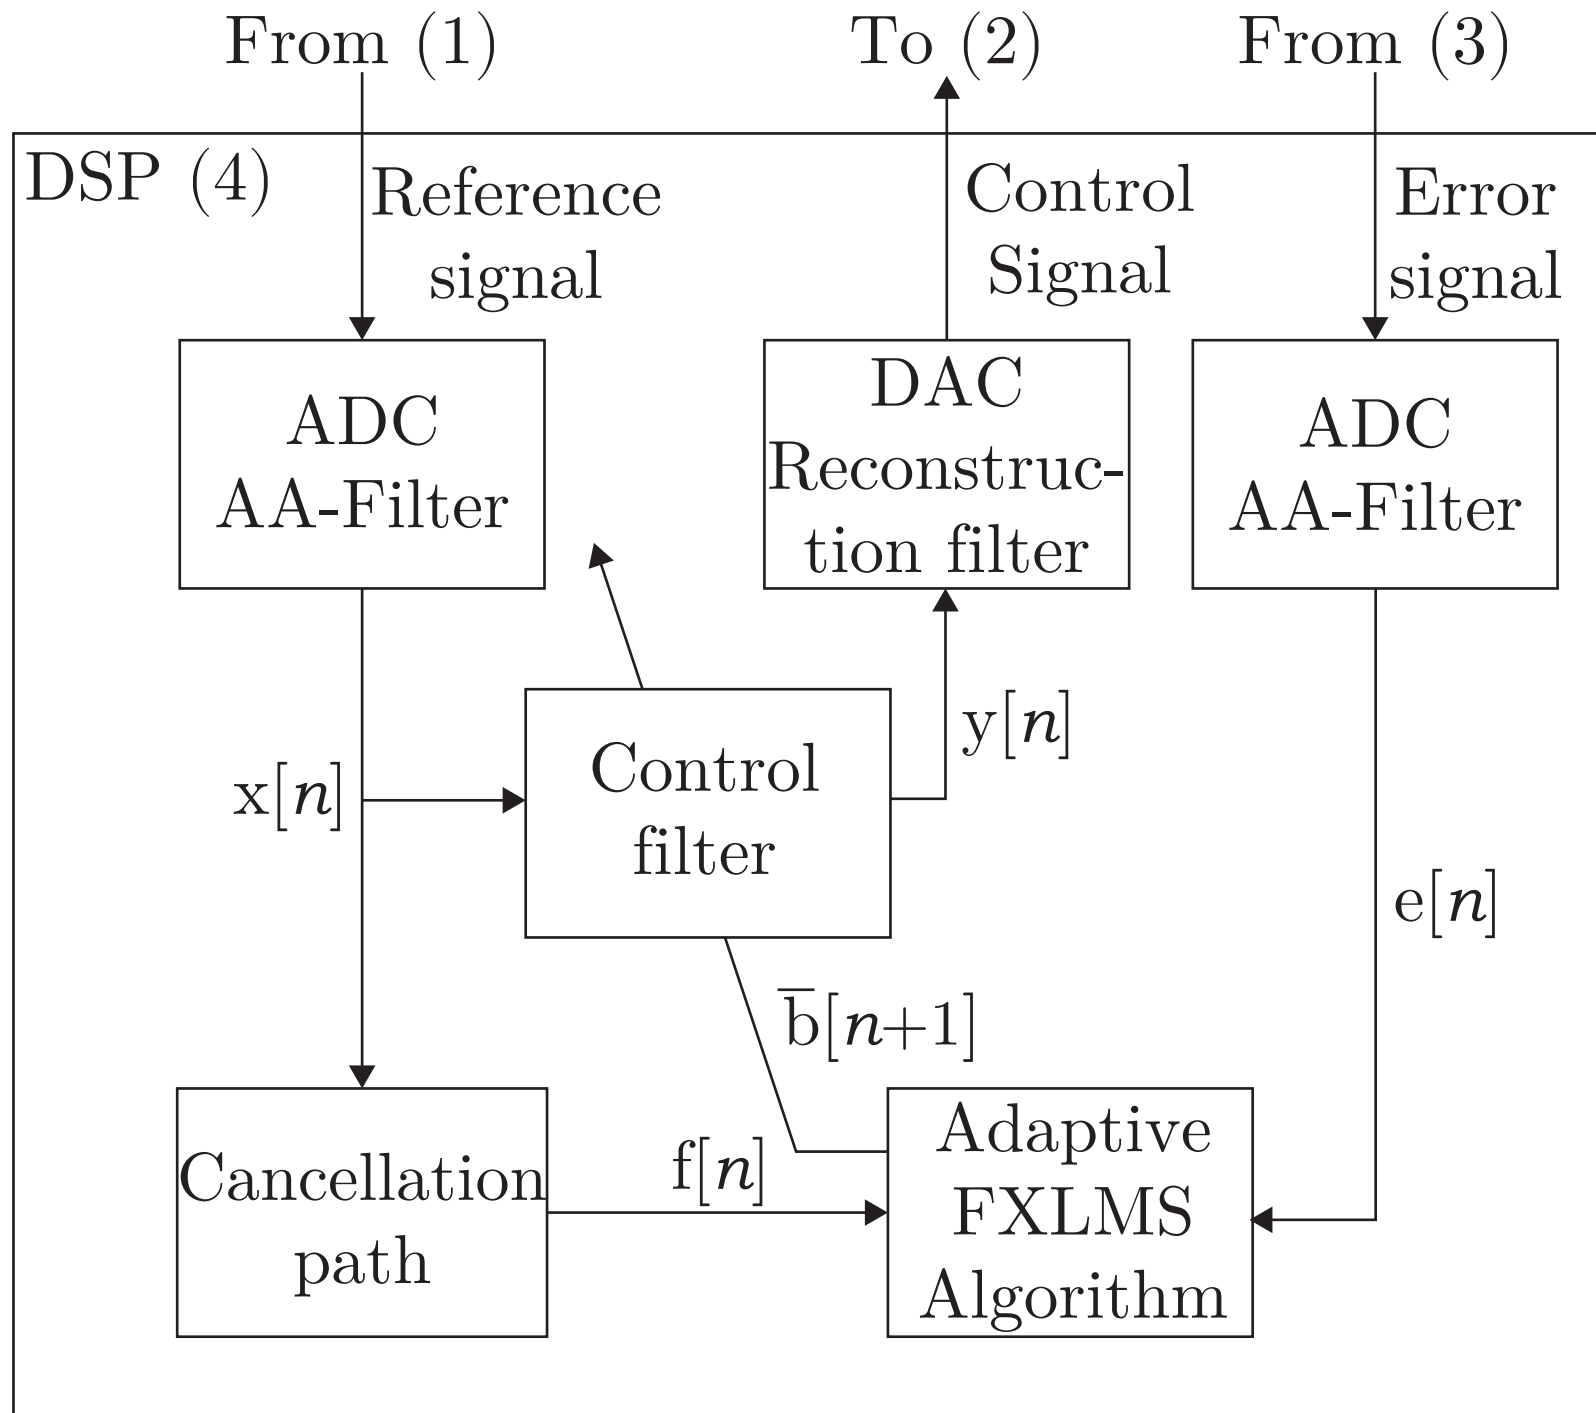 From (1)
To (2)
From (3)
DSP (4)
Reference
signal
Control
Signal
Error
signal
ADC
AA-Filter
DAC
Reconstruc-
tion filter
ADC
AA-Filter
x[n]
Control
filter
y[n]
e[n]
b̅[n+1]
Cancellation
path
f[n]
Adaptive
FXLMS
Algorithm